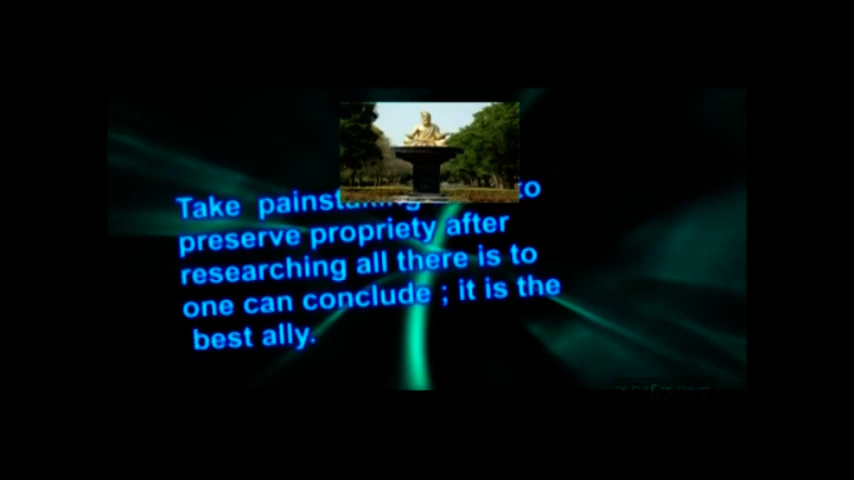 Take painstaking to
preserve propriety after
researching all there is to
one can conclude ; it is the
best ally.